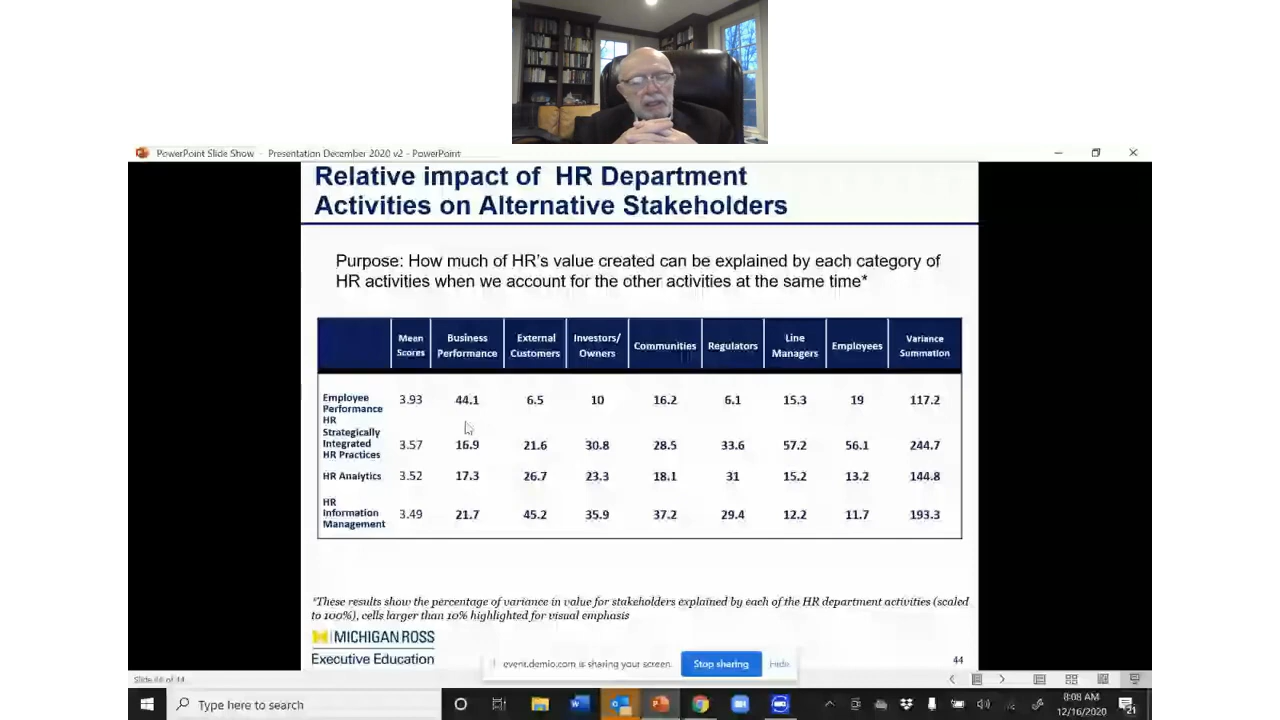 PowerPoint Slide Show - Presentation December 2020 v2 - PowerPoint
Relative impact of HR Department
Activities on Alternative Stakeholders
Purpose: How much of HR's value created can be explained by each category of
HR activities when we account for the other activities at the same time*
Mean Scores Business Performance External Customers Investors/ Owners Communities Regulators Line Managers Employees Variance Summation
Employee Performance HR 3.93 44.1 6.5 10 16.2 6.1 15.3 19 117.2
Strategically Integrated HR Practices 3.57 16.9 21.6 30.8 28.5 33.6 57.2 56.1 244.7
HR Analytics 3.52 17.3 26.7 23.3 18.1 31 15.2 13.2 144.8
HR Information Management 3.49 21.7 45.2 35.9 37.2 29.4 12.2 11.7 193.3
*These results show the percentage of variance in value for stakeholders explained by each of the HR department activities (scaled
to 100%), cells larger than 10% highlighted for visual emphasis
M MICHIGAN ROSS
Executive Education
event.demio.com is sharing your screen.
Stop sharing
Hide
44
Slide 44 of 44
Type here to search
8:08 AM
12/16/2020
21